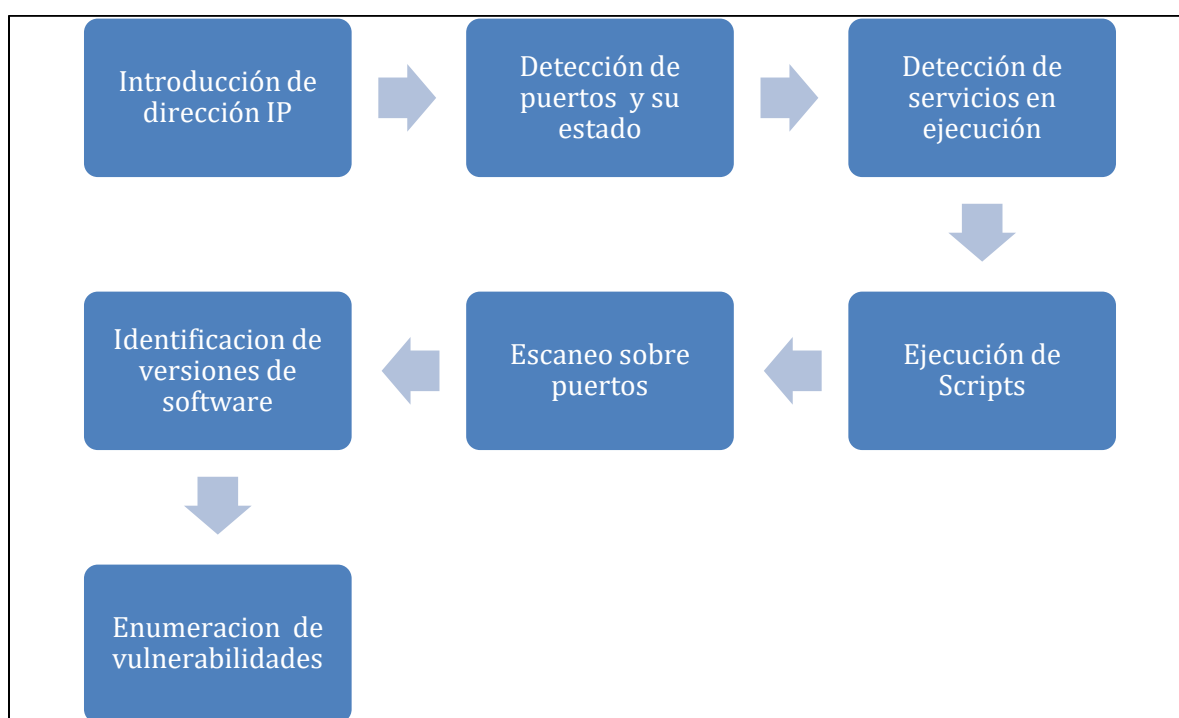 Introducción de
dirección IP
Detección de
puertos y su
estado
Detección de
servicios en
ejecución
Ejecución de
Scripts
Escaneo sobre
puertos
Identificacion de
versiones de
software
Enumeracion de
vulnerabilidades